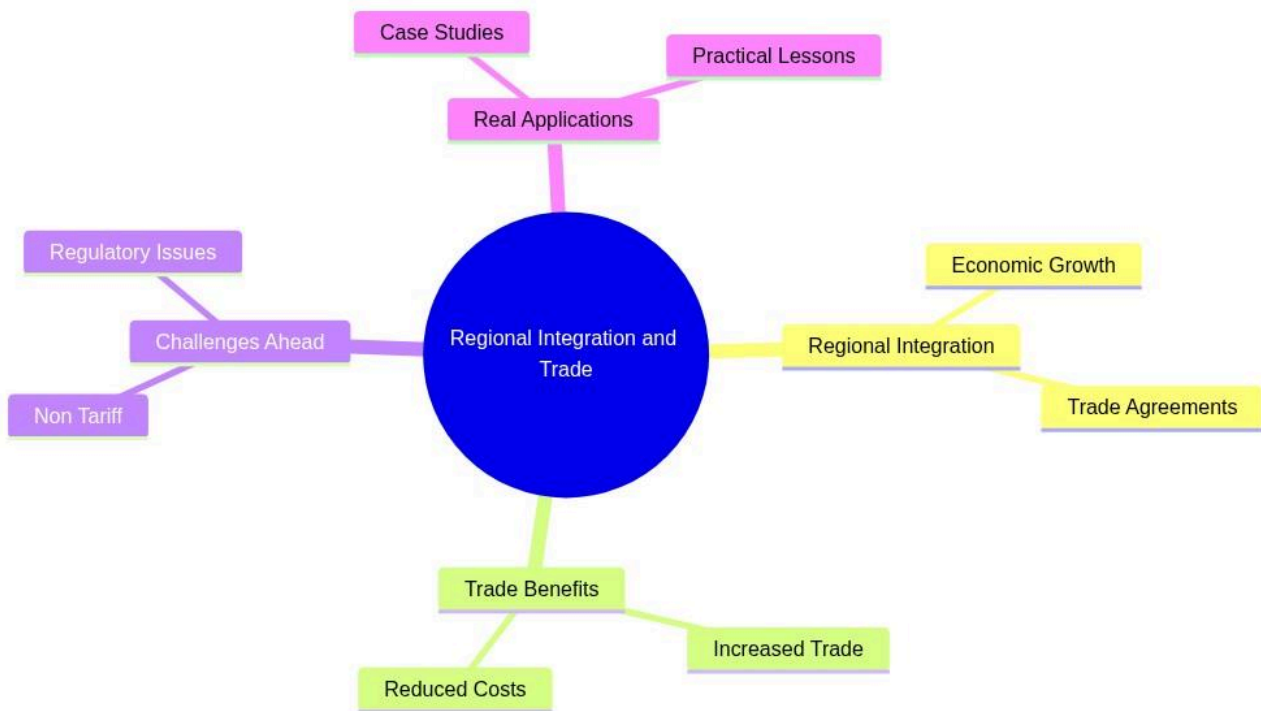 Case Studies
Practical Lessons
Real Applications
Regulatory Issues
Challenges Ahead
Non Tariff
Regional Integration and
Trade
Economic Growth
Regional Integration
Trade Agreements
Trade Benefits
Increased Trade
Reduced Costs